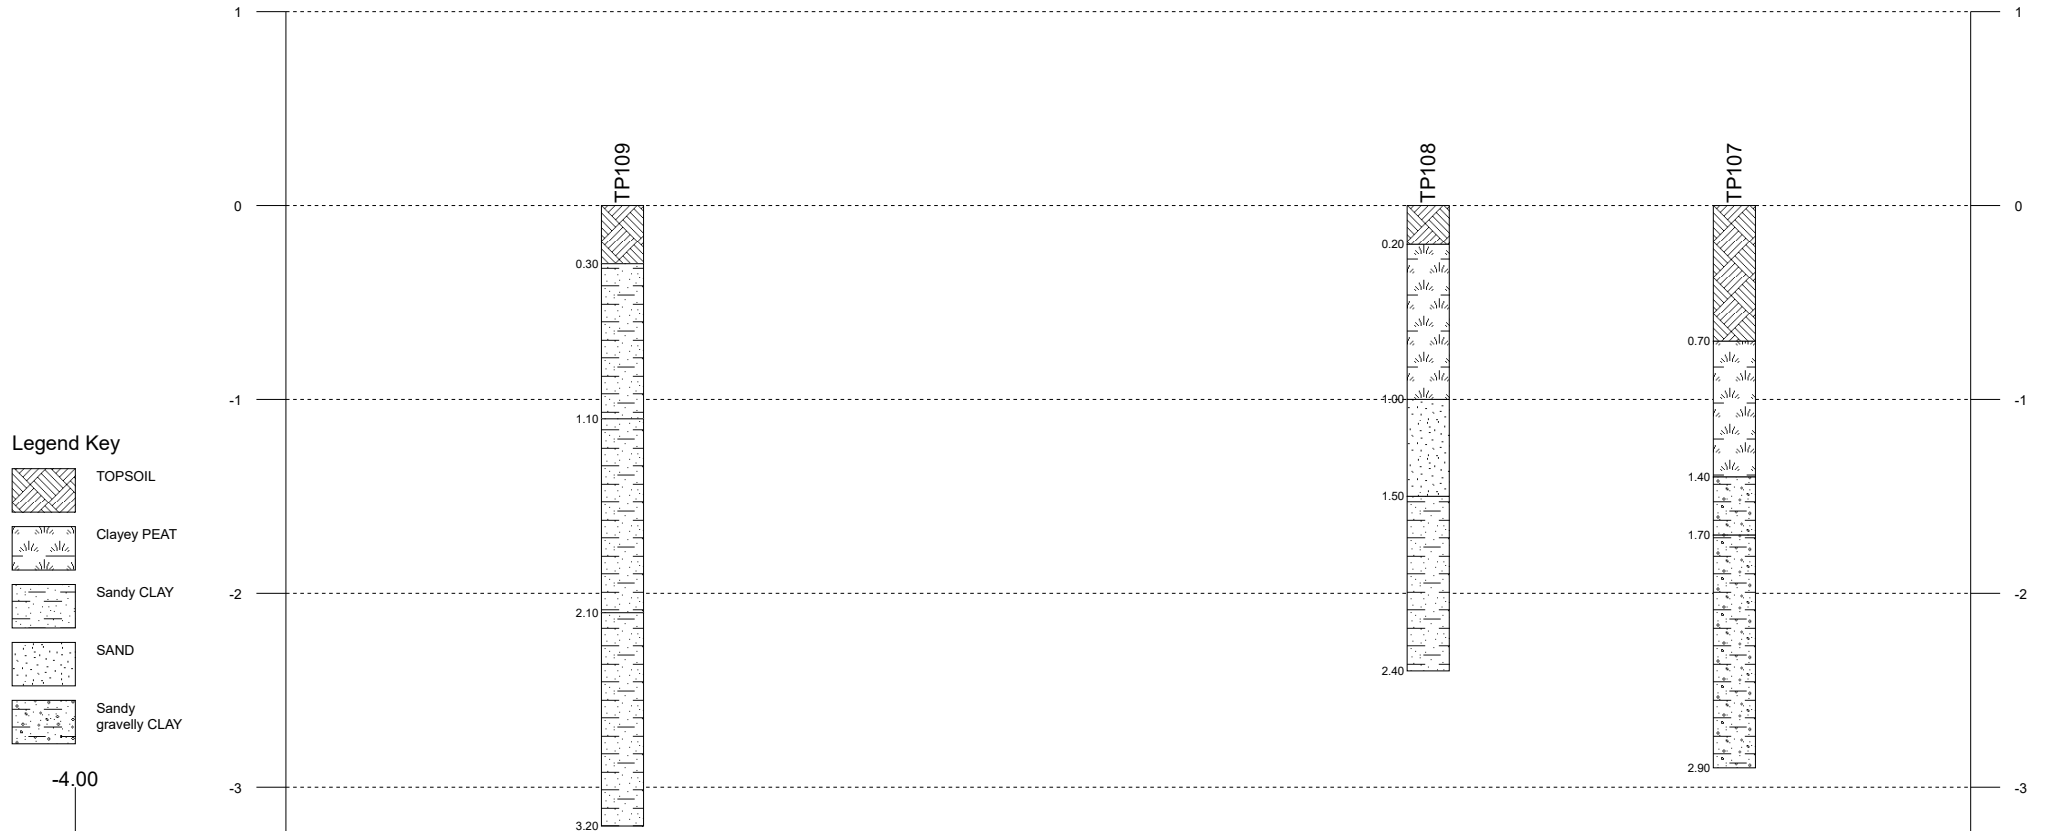 1
1
TP109
TP108
TP107
0
0
0.20
0.30
0.70
-1
1.00
-1
1.10
Legend Key
TOPSOIL
1.40
1.50
Clayey PEAT
1.70
Sandy CLAY
-2
-2
2.10
SAND
2.40
Sandy
gravelly CLAY
2.90
-4.00
-3
-3
3.20